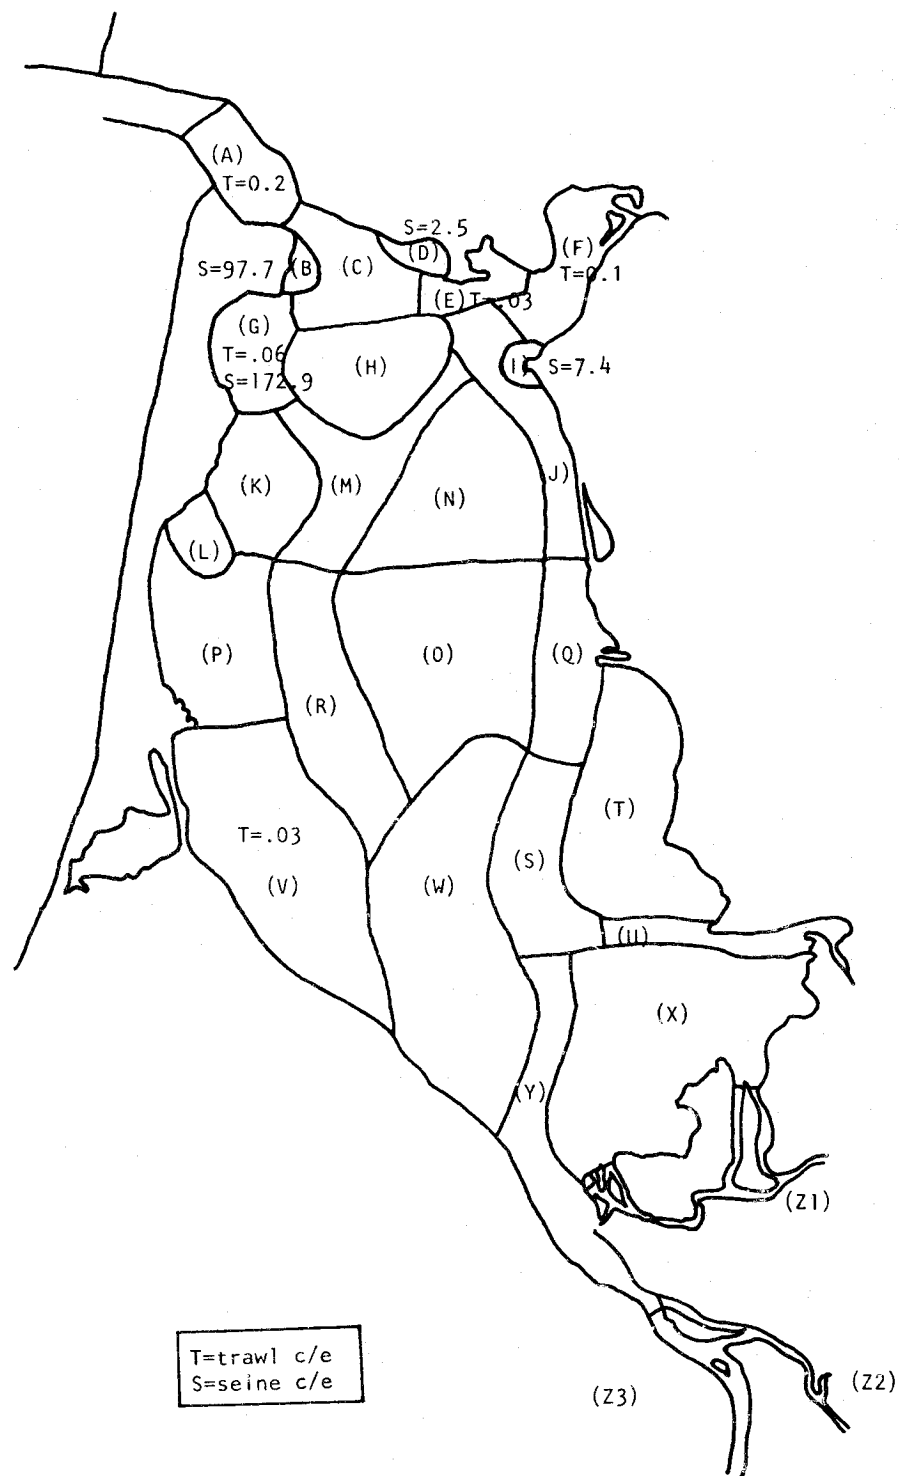 (A)
T=0.2
S=2.5
(D)
(F)
T=0.1
S=97.7
(B
(C)
(E)
T=.03
(G)
T=.06
S=172.9
(H)
(I)
S=7.4
(K)
(M)
(N)
J)
(L)
(P)
(O)
(Q)
(R)
T=.03
(V)
(W)
(S)
(T)
(U)
(X)
(Y)
(Z1)
T=trawl c/e
S=seine c/e
(Z2)
(Z3)